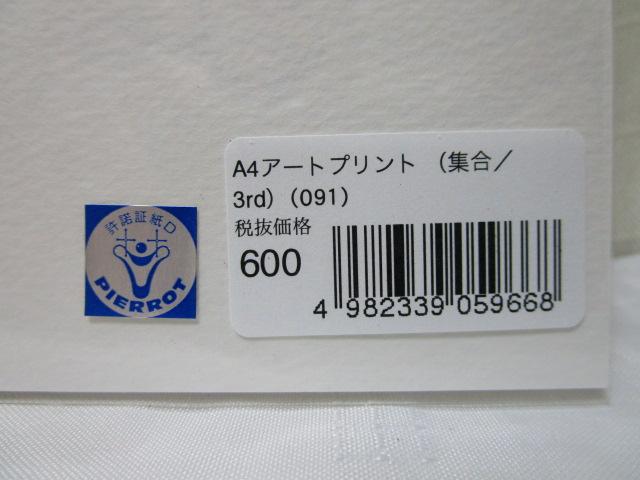 A4アートプリント （集合／
3rd）（091）
税抜価格
600
4 982339 059668
許諾証紙D
PIERROT